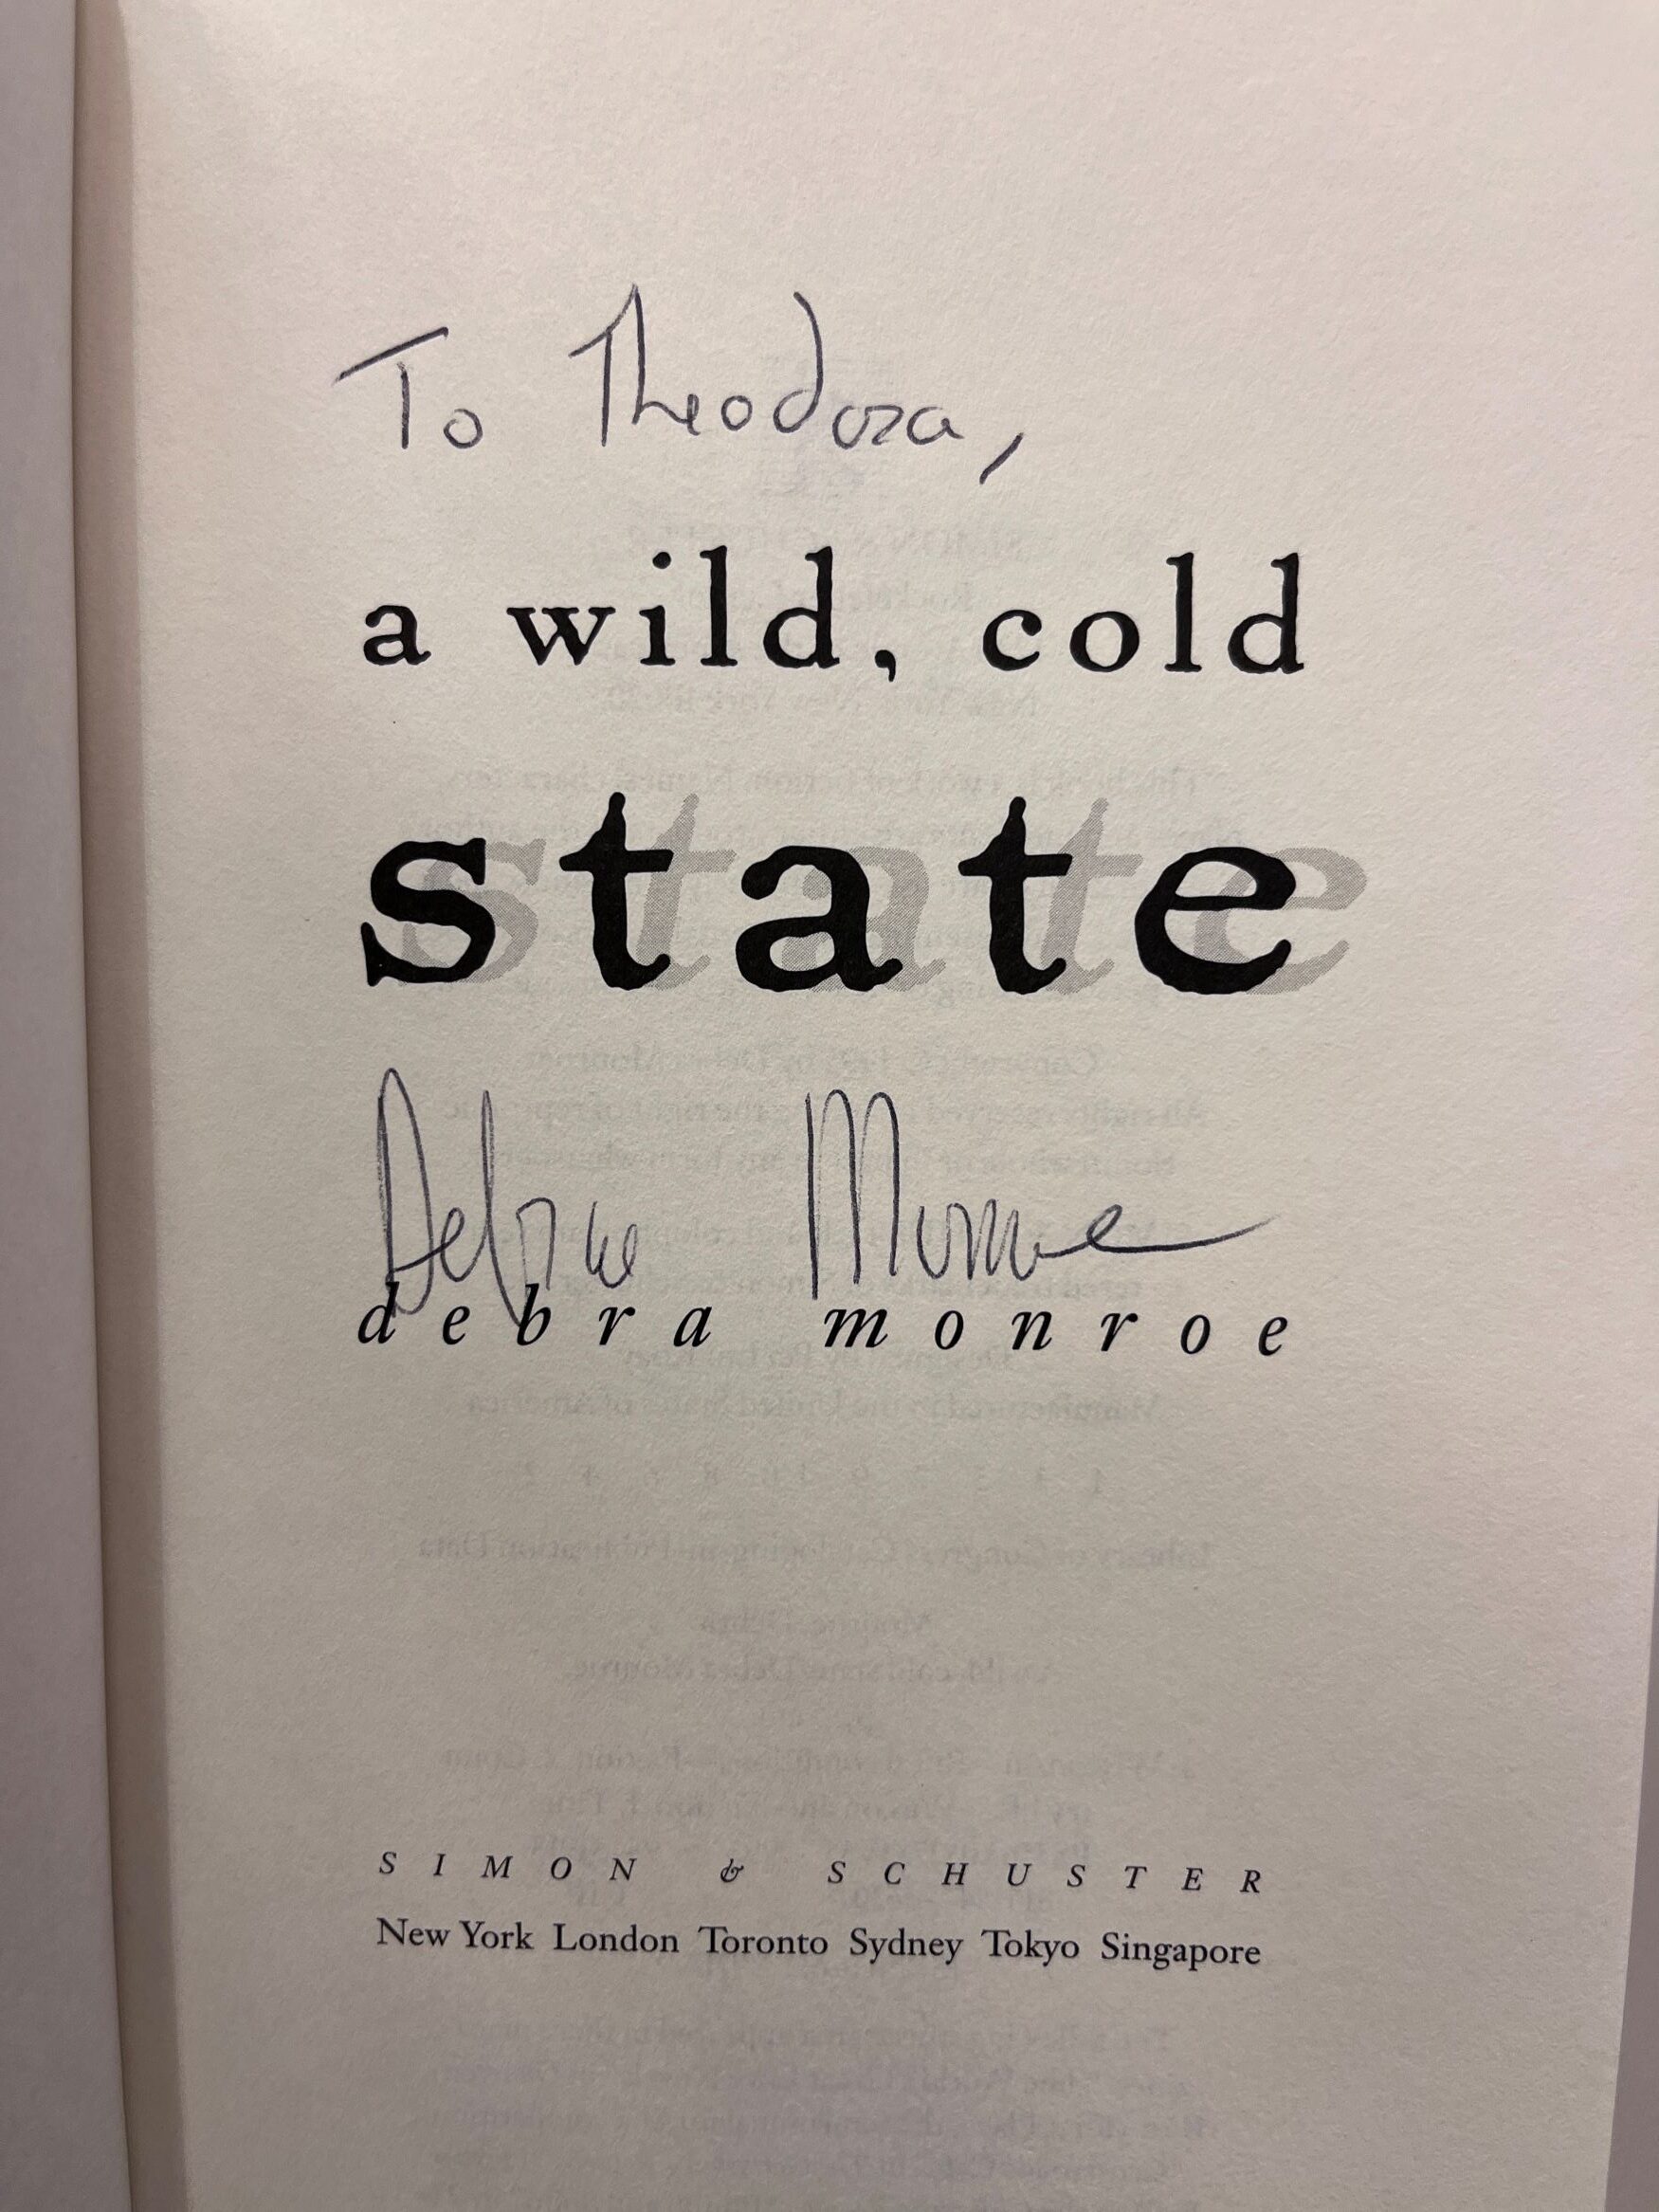 To Theodora,
a wild, cold
state
Debra Monroe
debra monroe
SIMON & SCHUSTER
New York London Toronto Sydney Tokyo Singapore